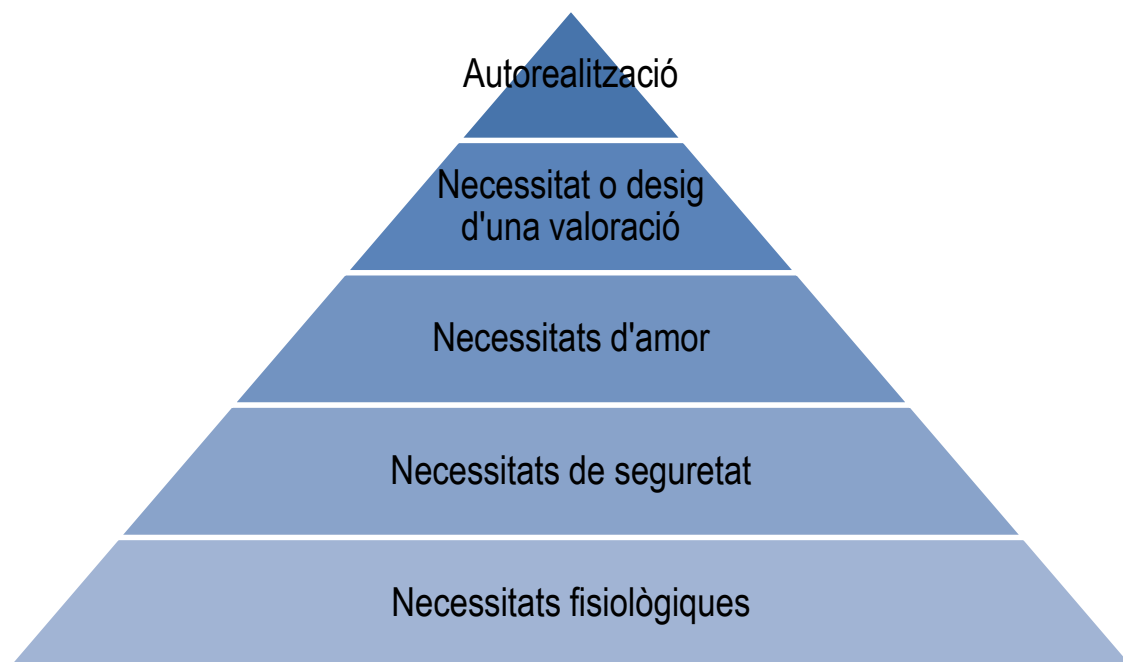 Autorealització
Necessitat o desig
d'una valoració
Necessitats d'amor
Necessitats de seguretat
Necessitats fisiològiques